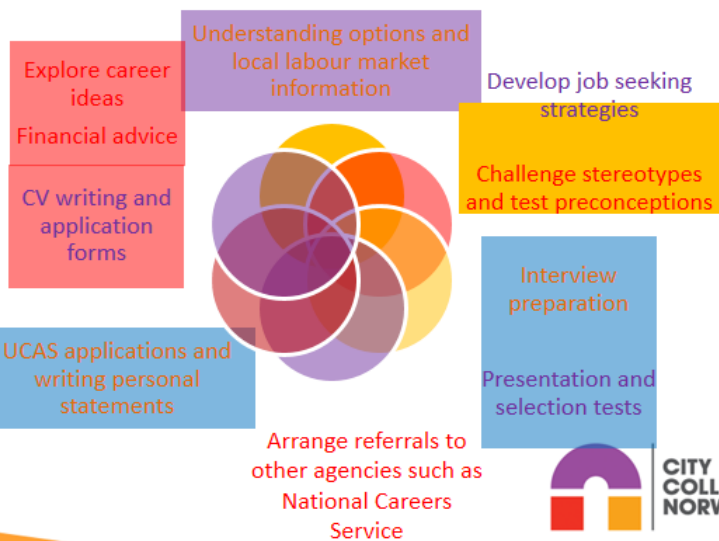 Understanding options and
local labour market
information
Explore career
ideas
Financial advice
Develop job seeking
strategies
Challenge stereotypes
and test preconceptions
CV writing and
application
forms
Interview
preparation
UCAS applications and
writing personal
statements
Presentation and
selection tests
Arrange referrals to
other agencies such as
National Careers
Service
CITY
COLL
NORW